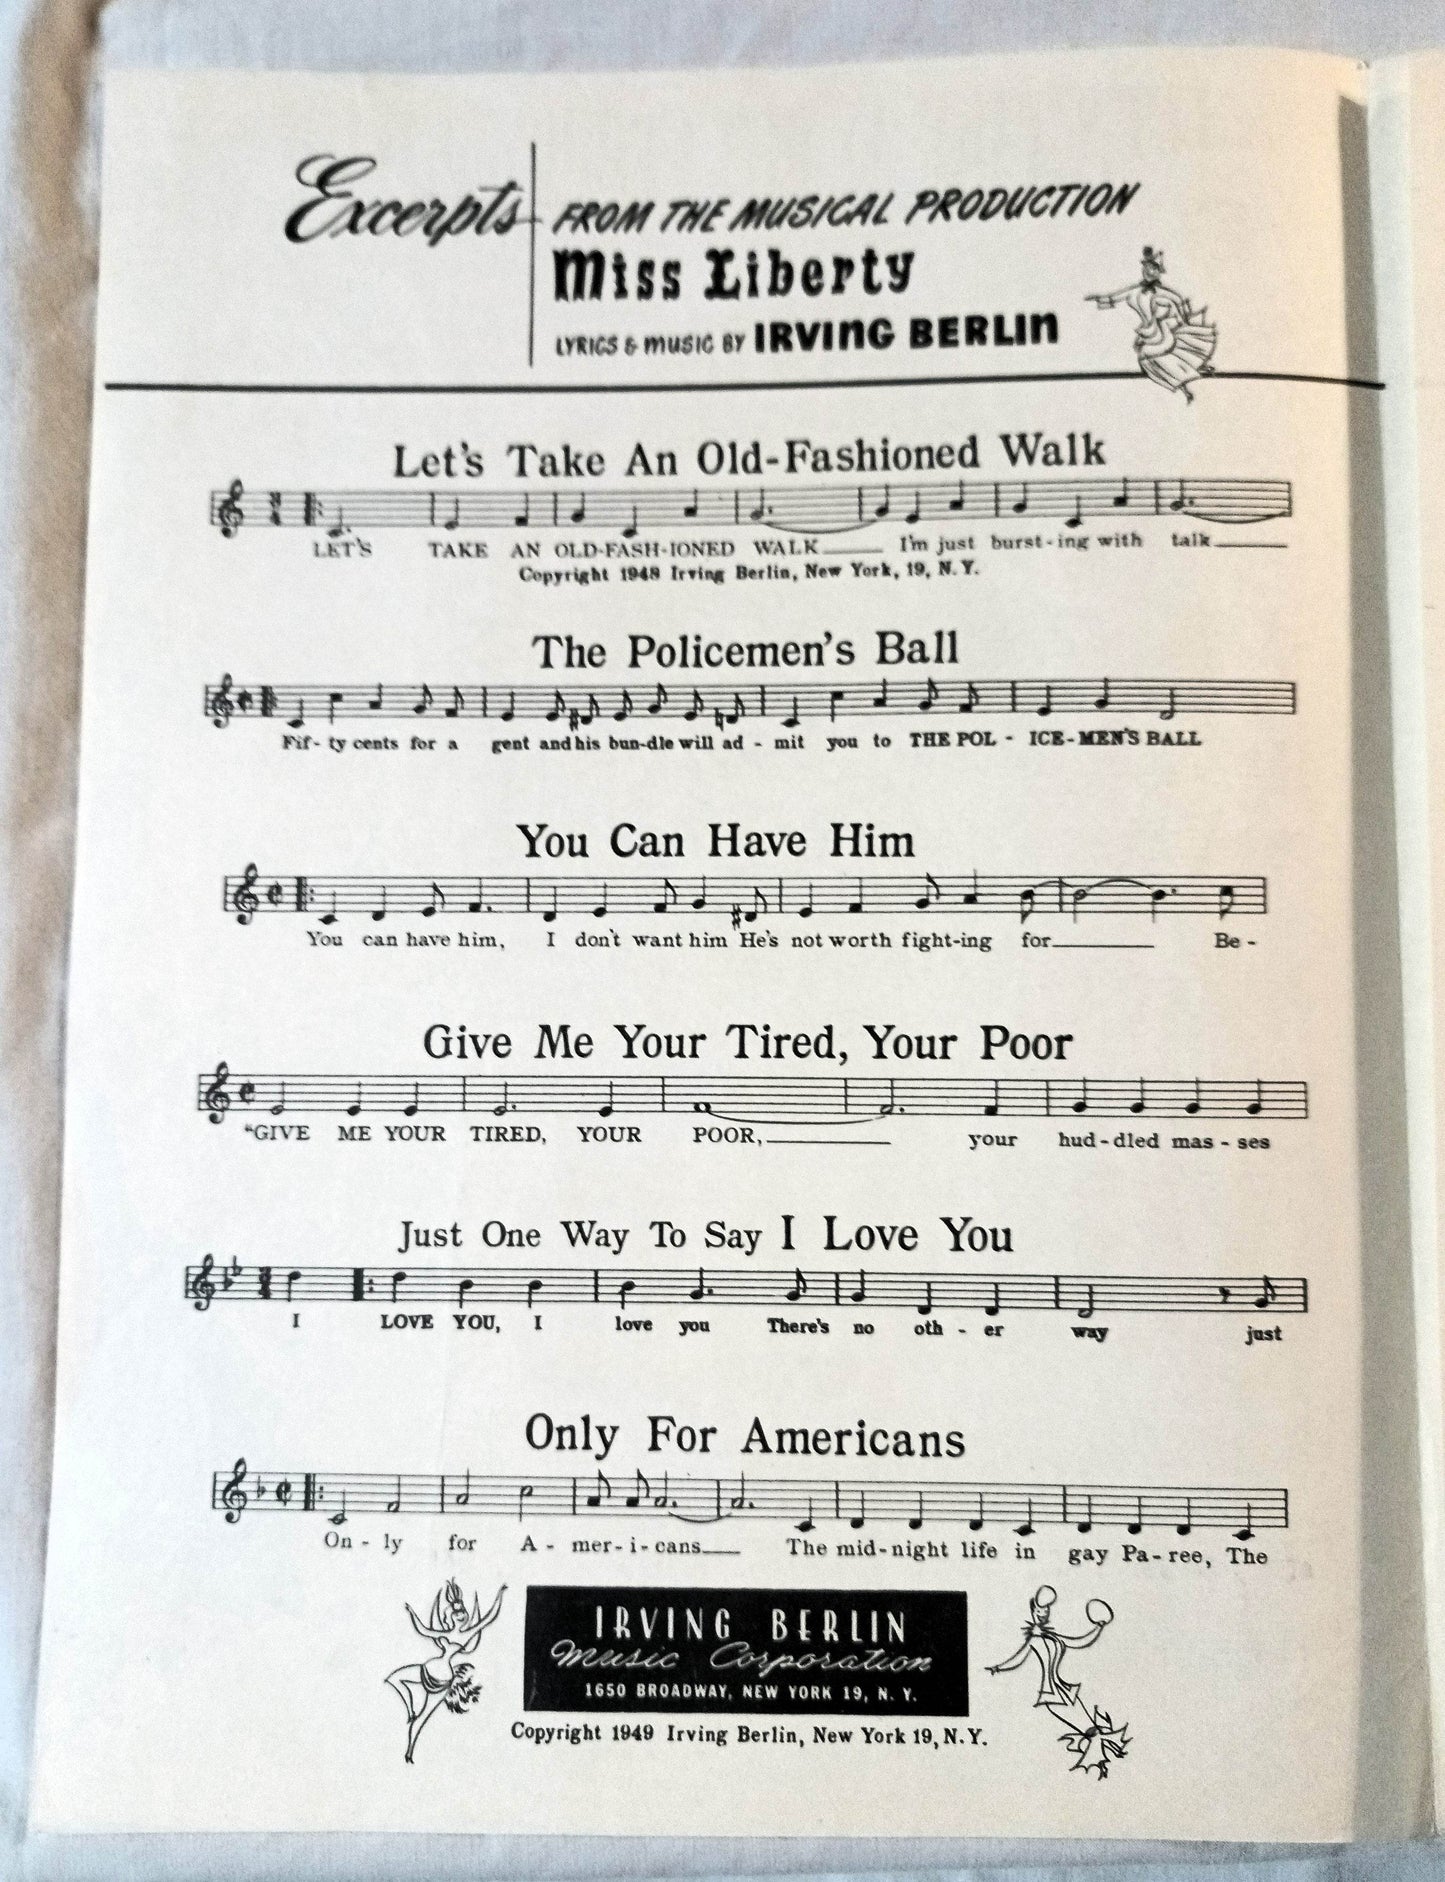 Excerpts FROM THE MUSICAL PRODUCTION
Miss Liberty
LYRICS & MUSIC BY IRVING BERLIN
Let's Take An Old-Fashioned Walk
LET'S TAKE AN OLD-FASH-IONED WALK____ I'm just burst-ing with talk____
Copyright 1948 Irving Berlin, New York, 19, N.Y.
The Policemen's Ball
Fif-ty cents for a gent and his bun-dle will ad-mit you to THE POL-ICE-MEN'S BALL
You Can Have Him
You can have him, I don't want him He's not worth fight-ing for____ Be-
Give Me Your Tired, Your Poor
"GIVE ME YOUR TIRED, YOUR POOR,____ your hud-dled mas-ses
Just One Way To Say I Love You
I LOVE YOU, I love you There's no oth-er way just
Only For Americans
On-ly for A-mer-i-cans____ The mid-night life in gay Pa-ree, The
IRVING BERLIN
Music Corporation
1650 BROADWAY, NEW YORK 19, N. Y.
Copyright 1949 Irving Berlin, New York 19, N.Y.